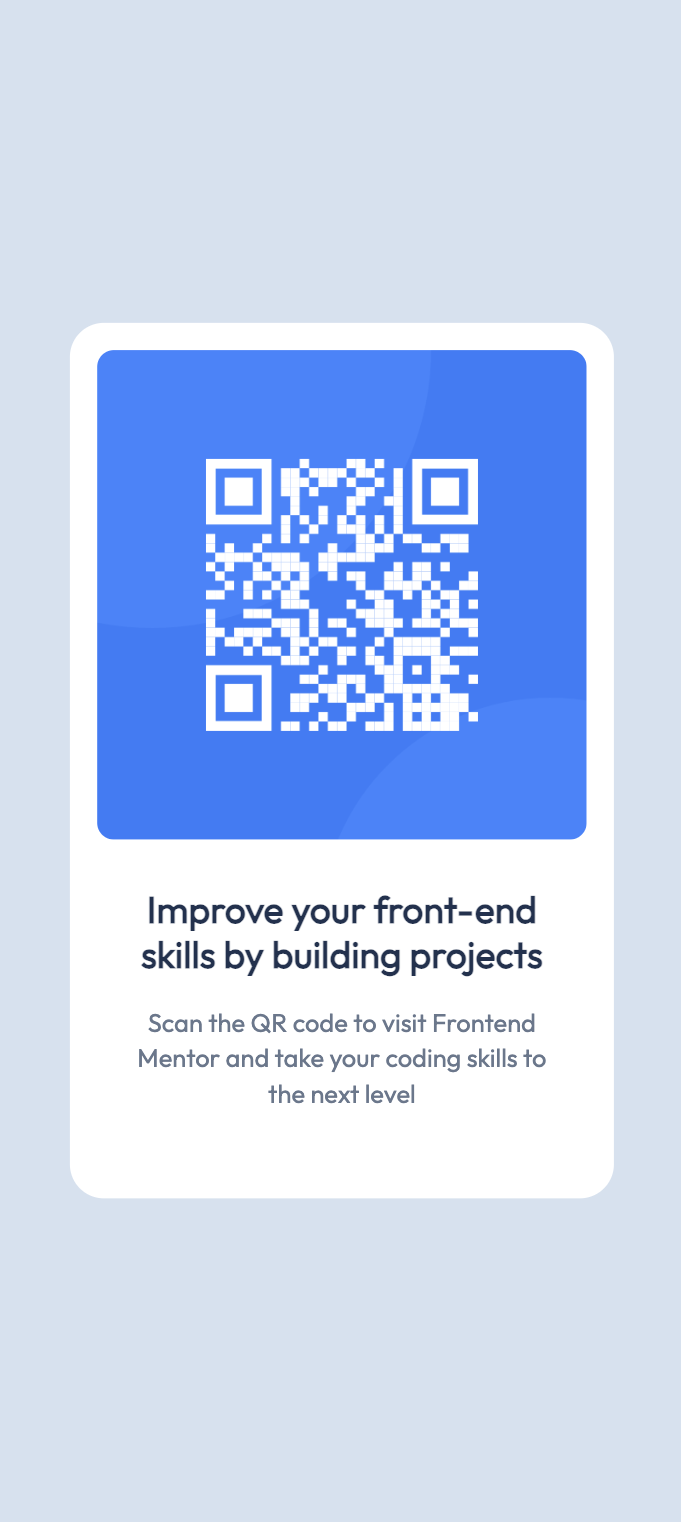 Improve your front-end
skills by building projects
Scan the QR code to visit Frontend
Mentor and take your coding skills to
the next level